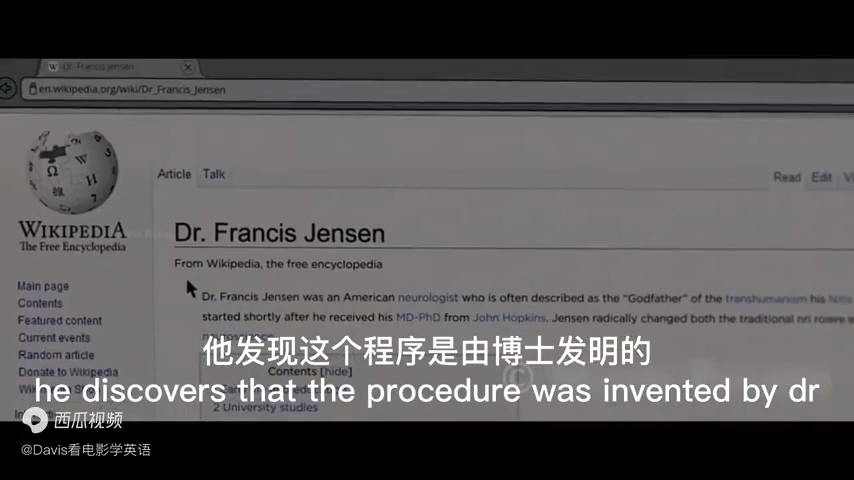 Dr. Francis Jensen
en.wikipedia.org/wiki/Dr_Francis_Jensen
Article Talk
Read Edit
WIKIPEDIA
The Free Encyclopedia
Dr. Francis Jensen
From Wikipedia, the free encyclopedia
Main page
Contents
Featured content
Current events
Random article
Donate to Wikipedia
Dr. Francis Jensen was an American neurologist who is often described as the "Godfather" of the transhumanism his
started shortly after he received his MD-PhD from John Hopkins. Jensen radically changed both the traditional
Contents [hide]
2 University studies
他发现这个程序是由博士发明的
he discovers that the procedure was invented by dr
西瓜视频
@Davis看电影学英语